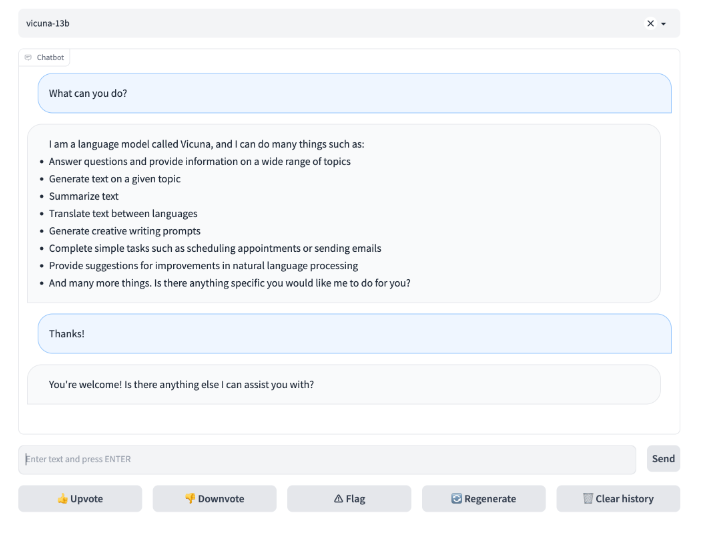 vicuna-13b
Chatbot
What can you do?
I am a language model called Vicuna, and I can do many things such as:
• Answer questions and provide information on a wide range of topics
• Generate text on a given topic
• Summarize text
• Translate text between languages
• Generate creative writing prompts
• Complete simple tasks such as scheduling appointments or sending emails
• Provide suggestions for improvements in natural language processing
• And many more things. Is there anything specific you would like me to do for you?
Thanks!
You're welcome! Is there anything else I can assist you with?
Enter text and press ENTER
Send
👍 Upvote
👎 Downvote
⚠️ Flag
🔄 Regenerate
🗑️ Clear history